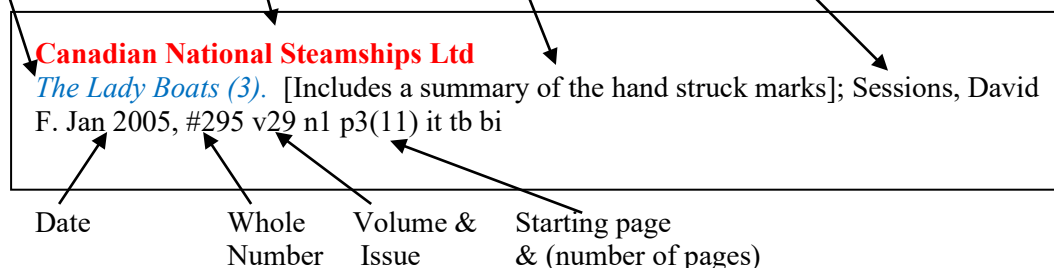 Canadian National Steamships Ltd
The Lady Boats (3). [Includes a summary of the hand struck marks]; Sessions, David
F. Jan 2005, #295 v29 n1 p3(11) it tb bi
Date Whole Volume & Starting page
Number Issue & (number of pages)